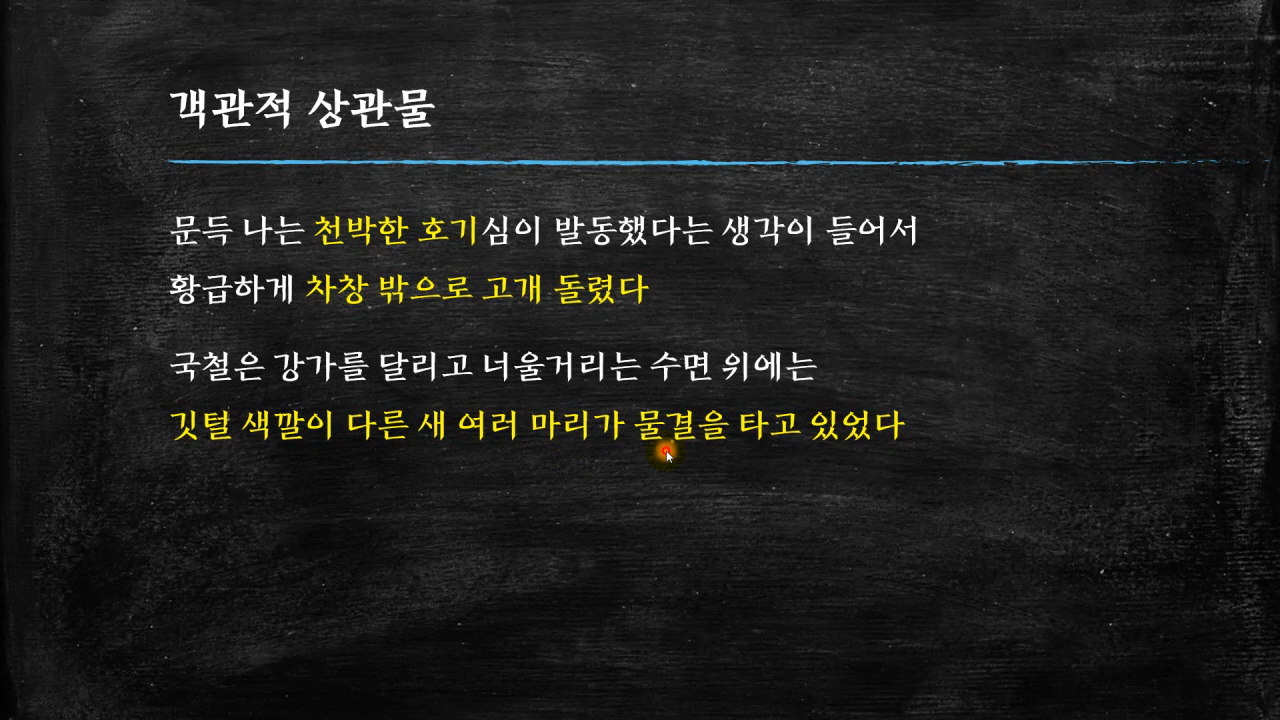 객관적 상관물
문득 나는 천박한 호기심이 발동했다는 생각이 들어서
황급하게 차창 밖으로 고개 돌렸다
국철은 강가를 달리고 너울거리는 수면 위에는
깃털 색깔이 다른 새 여러 마리가 물결을 타고 있었다